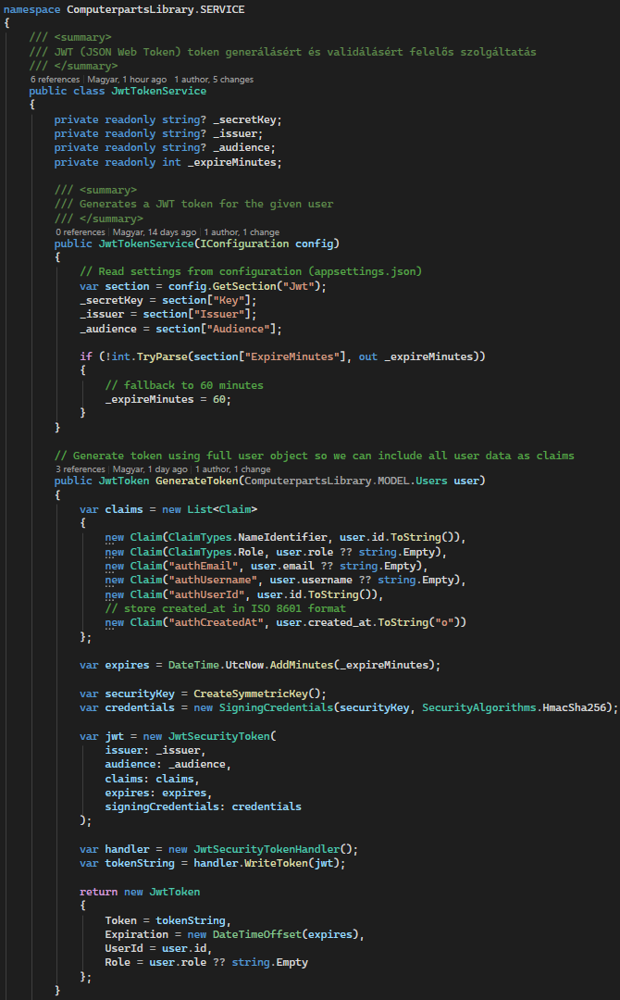 namespace ComputerpartsLibrary.SERVICE
{
/// <summary>
/// JWT (JSON Web Token) token generálásért és validálásért felelős szolgáltatás
/// </summary>
6 references | Magyar, 1 hour ago | 1 author, 5 changes
public class JwtTokenService
{
private readonly string? _secretKey;
private readonly string? _issuer;
private readonly string? _audience;
private readonly int _expireMinutes;
/// <summary>
/// Generates a JWT token for the given user
/// </summary>
0 references | Magyar, 14 days ago | 1 author, 1 change
public JwtTokenService(IConfiguration config)
{
// Read settings from configuration (appsettings.json)
var section = config.GetSection("Jwt");
_secretKey = section["Key"];
_issuer = section["Issuer"];
_audience = section["Audience"];
if (!int.TryParse(section["ExpireMinutes"], out _expireMinutes))
{
// fallback to 60 minutes
_expireMinutes = 60;
}
}
// Generate token using full user object so we can include all user data as claims
3 references | Magyar, 1 day ago | 1 author, 1 change
public JwtToken GenerateToken(ComputerpartsLibrary.MODEL.Users user)
{
var claims = new List<Claim>
{
new Claim(ClaimTypes.NameIdentifier, user.id.ToString()),
new Claim(ClaimTypes.Role, user.role ?? string.Empty),
new Claim("authEmail", user.email ?? string.Empty),
new Claim("authUsername", user.username ?? string.Empty),
new Claim("authUserId", user.id.ToString()),
// store created_at in ISO 8601 format
new Claim("authCreatedAt", user.created_at.ToString("o"))
};
var expires = DateTime.UtcNow.AddMinutes(_expireMinutes);
var securityKey = CreateSymmetricKey();
var credentials = new SigningCredentials(securityKey, SecurityAlgorithms.HmacSha256);
var jwt = new JwtSecurityToken(
issuer: _issuer,
audience: _audience,
claims: claims,
expires: expires,
signingCredentials: credentials
);
var handler = new JwtSecurityTokenHandler();
var tokenString = handler.WriteToken(jwt);
return new JwtToken
{
Token = tokenString,
Expiration = new DateTimeOffset(expires),
UserId = user.id,
Role = user.role ?? string.Empty
};
}